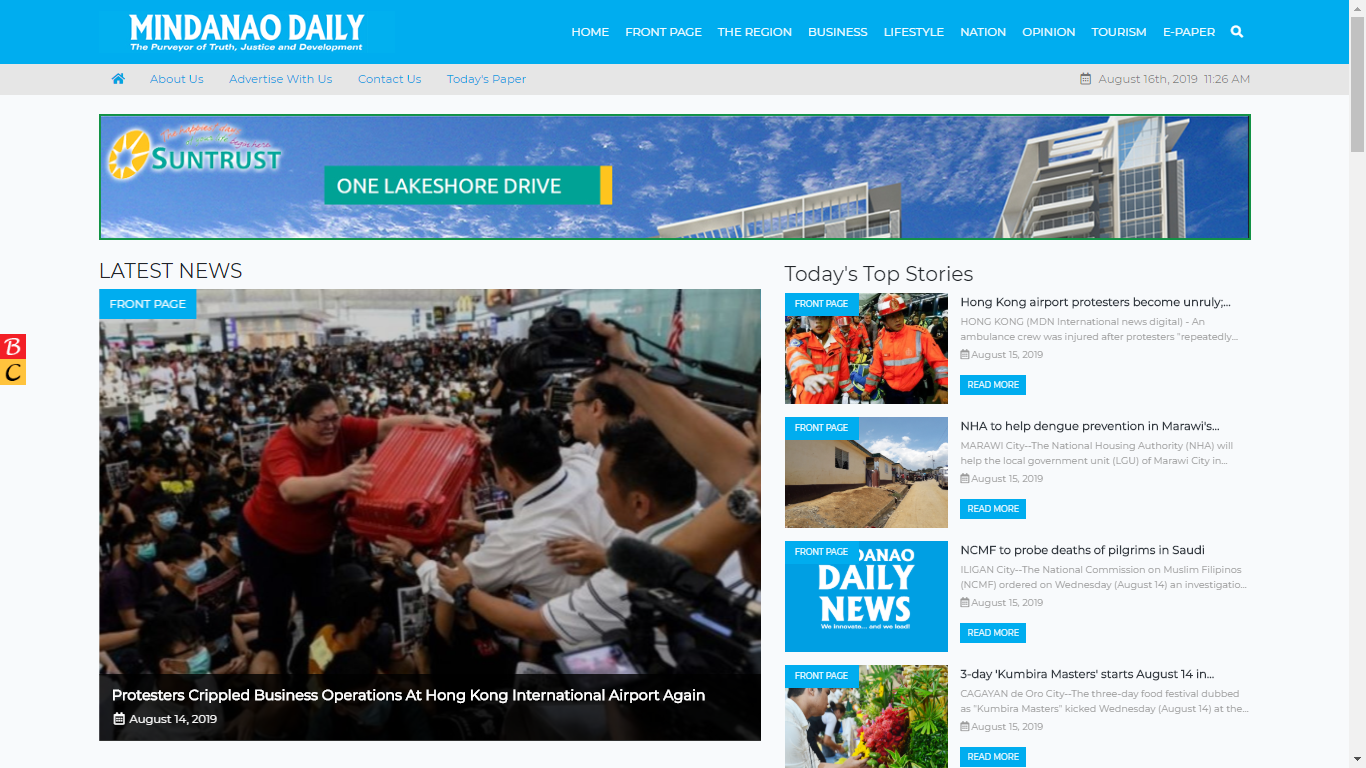 MINDANAO DAILY
The Purveyor of Truth, Justice and Development
HOME FRONT PAGE THE REGION BUSINESS LIFESTYLE NATION OPINION TOURISM E-PAPER
About Us Advertise With Us Contact Us Today's Paper
August 16th, 2019 11:26 AM
SUNTRUST
ONE LAKESHORE DRIVE
LATEST NEWS
FRONT PAGE
Protesters Crippled Business Operations At Hong Kong International Airport Again
August 14, 2019
B
C
Today's Top Stories
FRONT PAGE
Hong Kong airport protesters become unruly;...
HONG KONG (MDN International news digital) - An
ambulance crew was injured after protesters "repeatedly...
August 15, 2019
READ MORE
FRONT PAGE
NHA to help dengue prevention in Marawi's...
MARAWI City--The National Housing Authority (NHA) will
help the local government unit (LGU) of Marawi City in...
August 15, 2019
READ MORE
FRONT PAGE
DANAO
DAILY
NEWS
We innovate... and we lead!
NCMF to probe deaths of pilgrims in Saudi
ILIGAN City--The National Commission on Muslim Filipinos
(NCMF) ordered on Wednesday (August 14) an investigatio...
August 15, 2019
READ MORE
FRONT PAGE
3-day 'Kumbira Masters' starts August 14 in...
CAGAYAN de Oro City--The three-day food festival dubbed
as "Kumbira Masters" kicked Wednesday (August 14) at the...
August 15, 2019
READ MORE